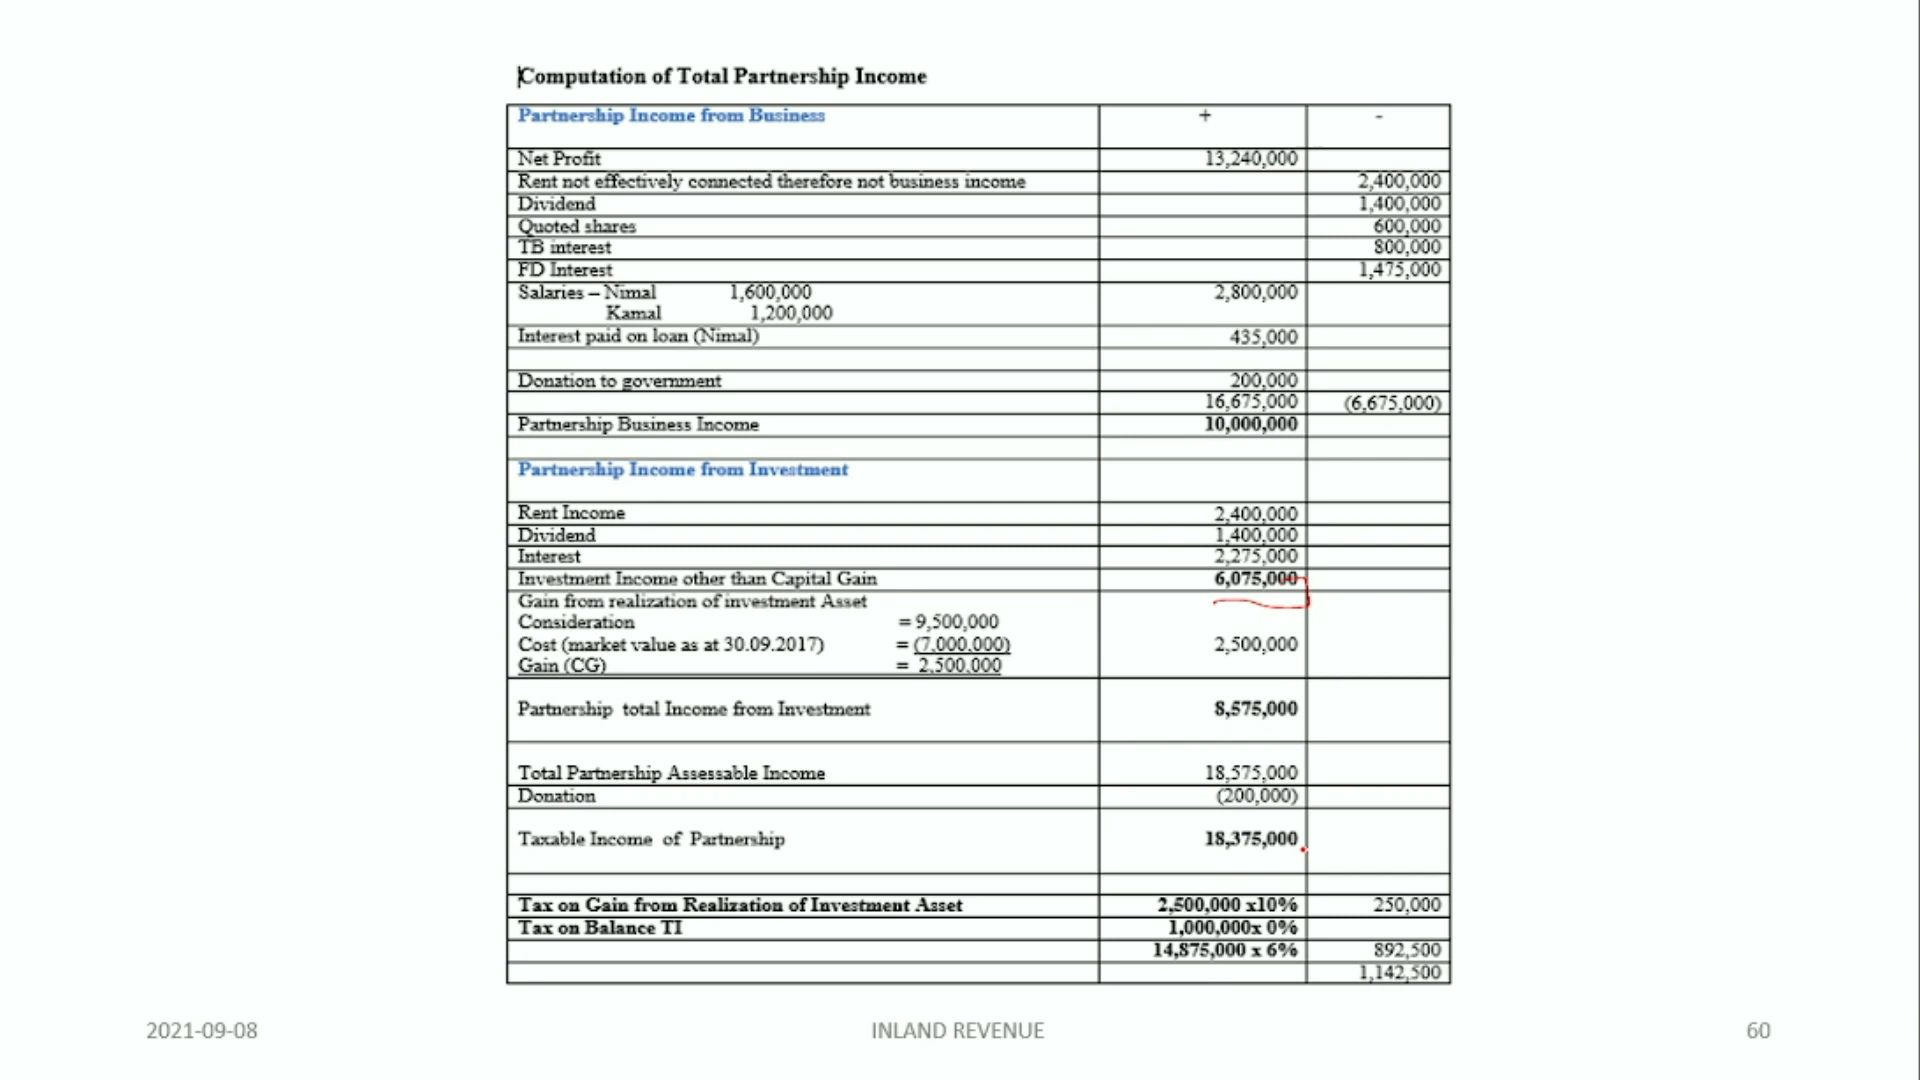 Computation of Total Partnership Income
Partnership Income from Business + -
Net Profit 13,240,000
Rent not effectively connected therefore not business income 2,400,000
Dividend 1,400,000
Quoted shares 600,000
TB interest 800,000
FD Interest 1,475,000
Salaries – Nimal 1,600,000 2,800,000
Kamal 1,200,000
Interest paid on loan (Nimal) 435,000
Donation to government 200,000
16,675,000 (6,675,000)
Partnership Business Income 10,000,000
Partnership Income from Investment
Rent Income 2,400,000
Dividend 1,400,000
Interest 2,275,000
Investment Income other than Capital Gain 6,075,000
Gain from realization of investment Asset
Consideration = 9,500,000
Cost (market value as at 30.09.2017) = (7.000.000) 2,500,000
Gain (CG) = 2.500.000
Partnership total Income from Investment 8,575,000
Total Partnership Assessable Income 18,575,000
Donation (200,000)
Taxable Income of Partnership 18,375,000
Tax on Gain from Realization of Investment Asset 2,500,000 x10% 250,000
Tax on Balance TI 1,000,000x 0%
14,875,000 x 6% 892,500
1,142,500
2021-09-08 INLAND REVENUE 60